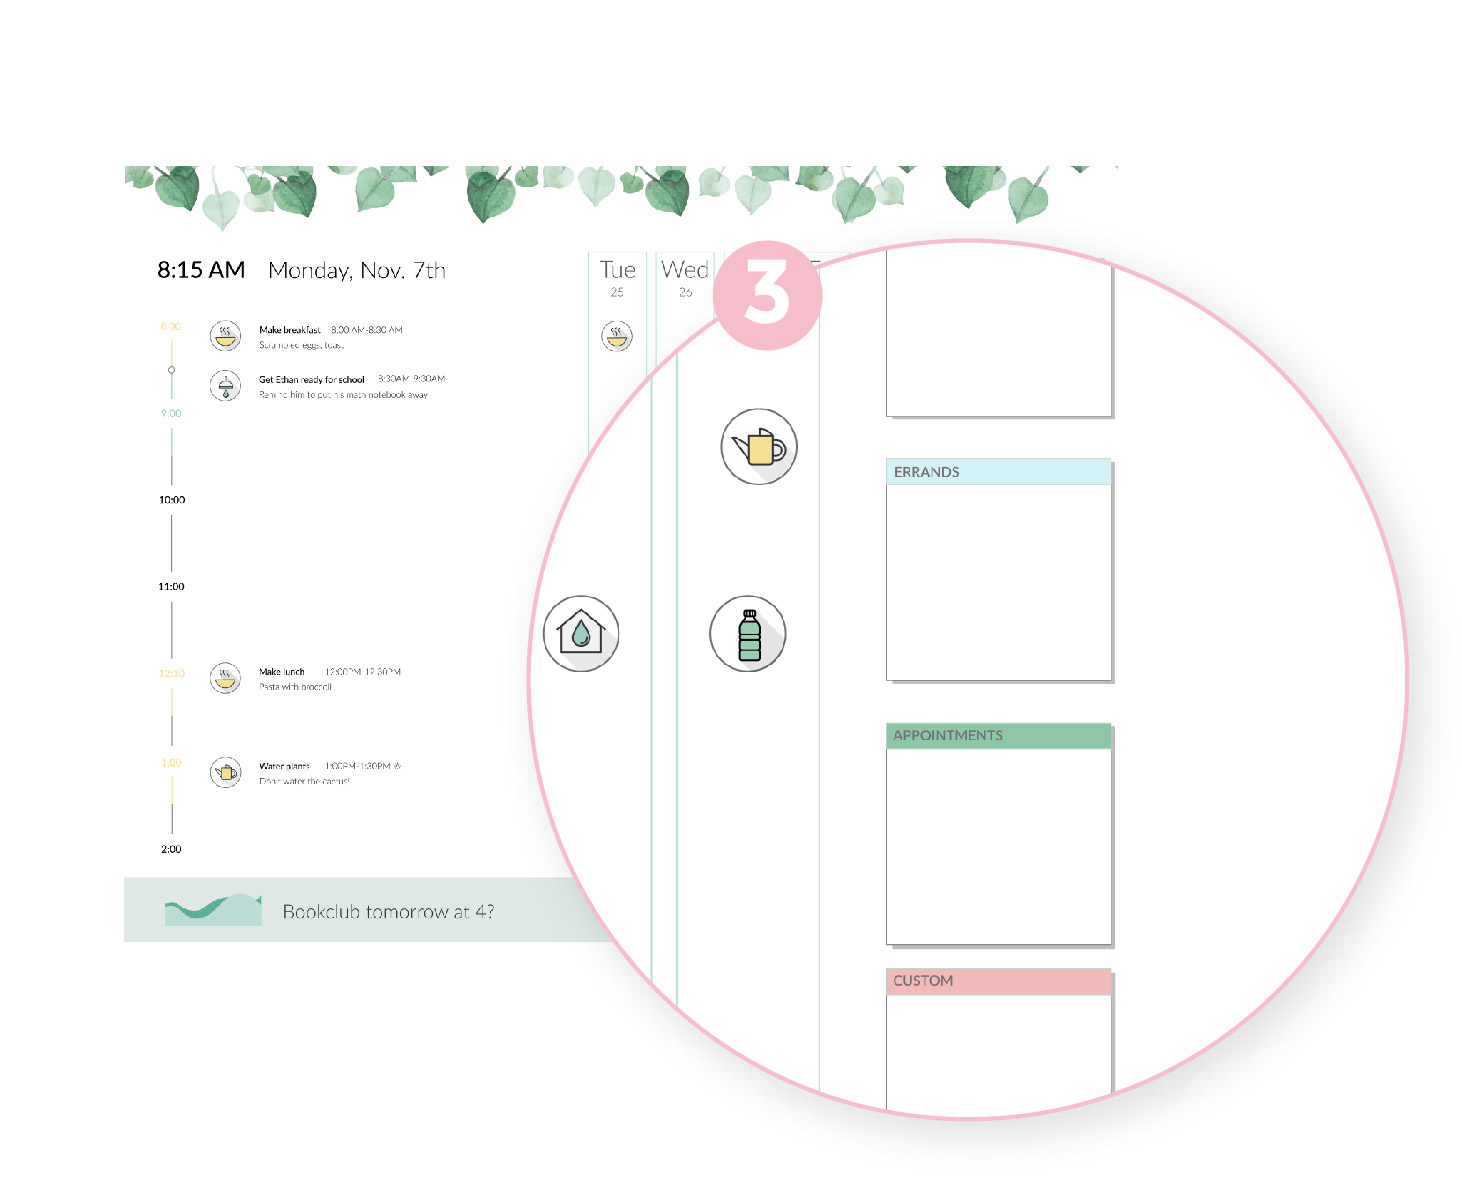 8:15 AM Monday, Nov. 7th
Tue
25
Wed
26
3
8:00
Make breakfast 8:00 AM-8:30 AM
Scrambled eggs, toast
Get Ethan ready for school 8:30AM-9:30AM
Remind him to put his math notebook away
9:00
10:00
11:00
12:30
Make lunch 12:00PM-12:30PM
Pasta with broccoli
1:00
Water plants 1:00PM-1:30PM
Don't water the cactus!
2:00
Bookclub tomorrow at 4?
ERRANDS
APPOINTMENTS
CUSTOM